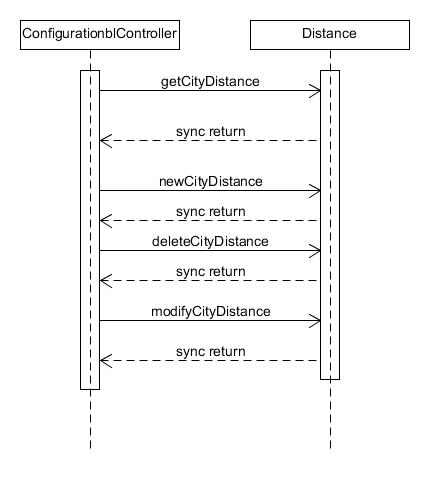 ConfigurationblController
Distance
getCityDistance
sync return
newCityDistance
sync return
deleteCityDistance
sync return
modifyCityDistance
sync return